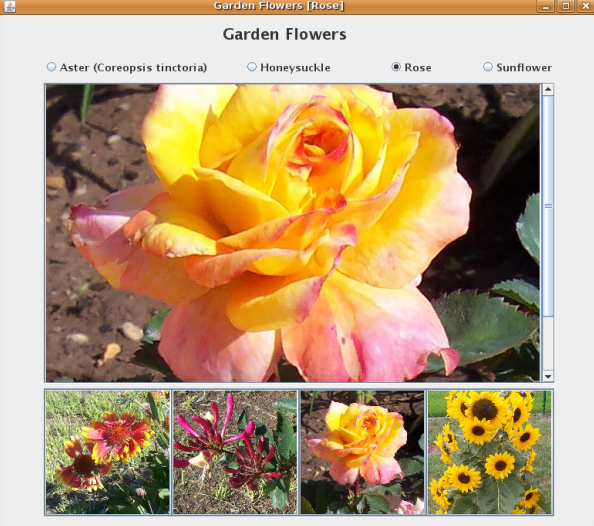 Garden Flowers [Rose]
Garden Flowers
Aster (Coreopsis tinctoria) Honeysuckle Rose Sunflower